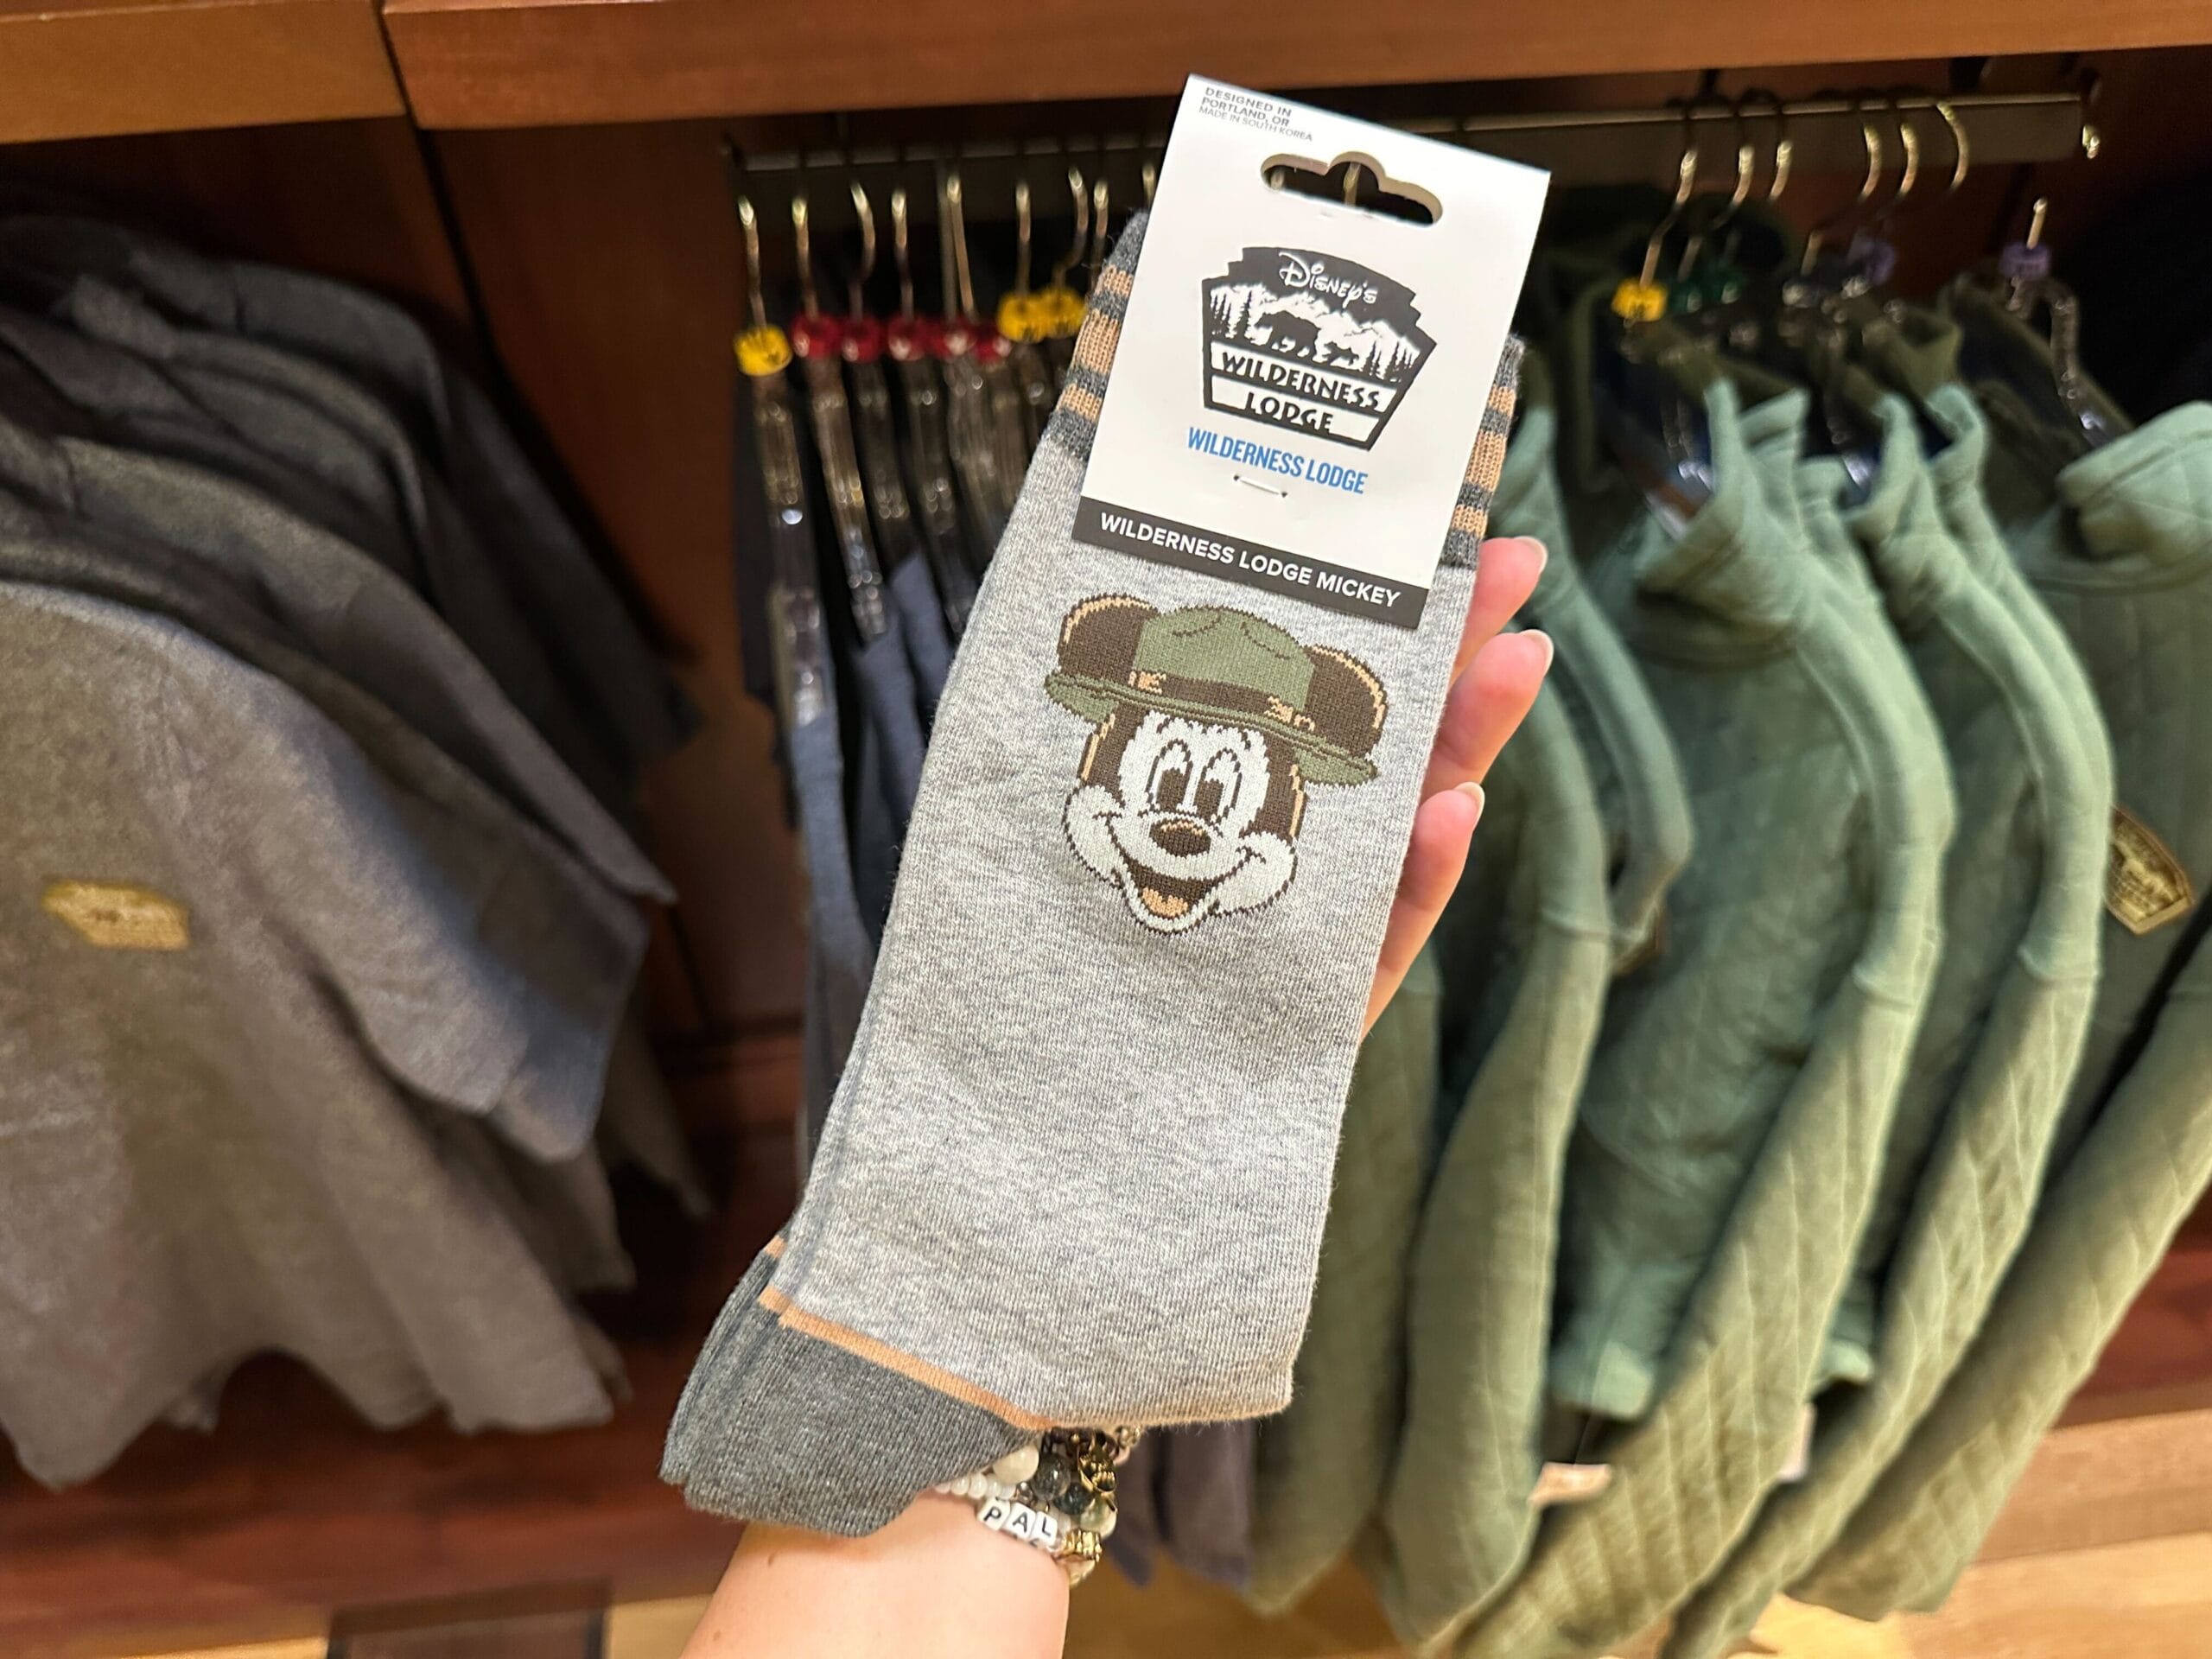 DESIGNED IN
PORTLAND, OR
MADE IN SOUTH KOREA
Disney's
WILDERNESS
LODGE
WILDERNESS LODGE
WILDERNESS LODGE MICKEY
PAL